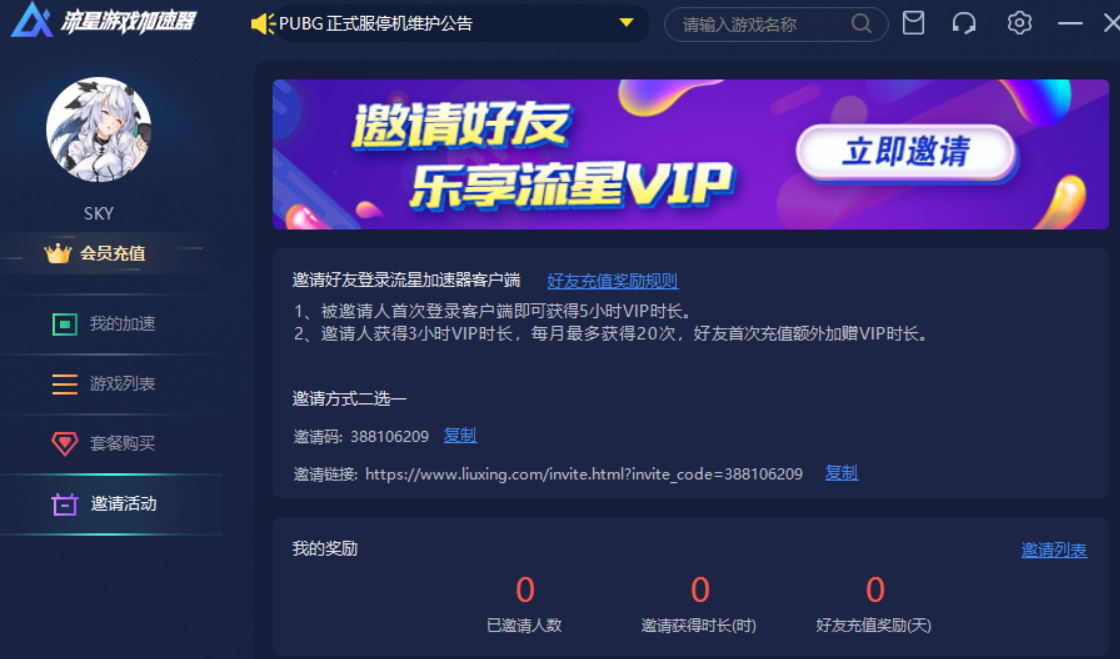 流星游戏加速器
PUBG 正式服停机维护公告
请输入游戏名称
SKY
会员充值
我的加速
游戏列表
套餐购买
邀请活动
邀请好友
乐享流星VIP
立即邀请
邀请好友登录流星加速器客户端 好友充值奖励规则
1、被邀请人首次登录客户端即可获得5小时VIP时长。
2、邀请人获得3小时VIP时长，每月最多获得20次，好友首次充值额外加赠VIP时长。
邀请方式二选一
邀请码: 388106209 复制
邀请链接: https://www.liuxing.com/invite.html?invite_code=388106209 复制
我的奖励 邀请列表
0 0 0
已邀请人数 邀请获得时长(时) 好友充值奖励(天)